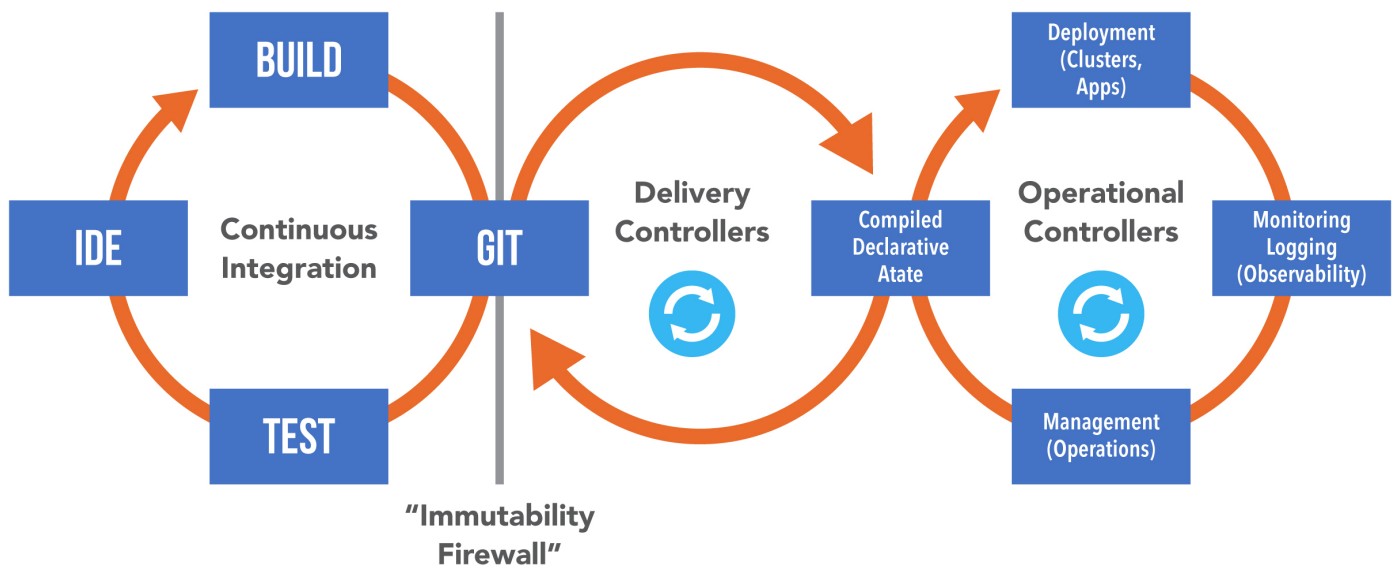 BUILD
IDE
Continuous
Integration
GIT
TEST
"Immutability
Firewall"
Delivery
Controllers
Compiled
Declarative
Atate
Deployment
(Clusters,
Apps)
Operational
Controllers
Monitoring
Logging
(Observability)
Management
(Operations)